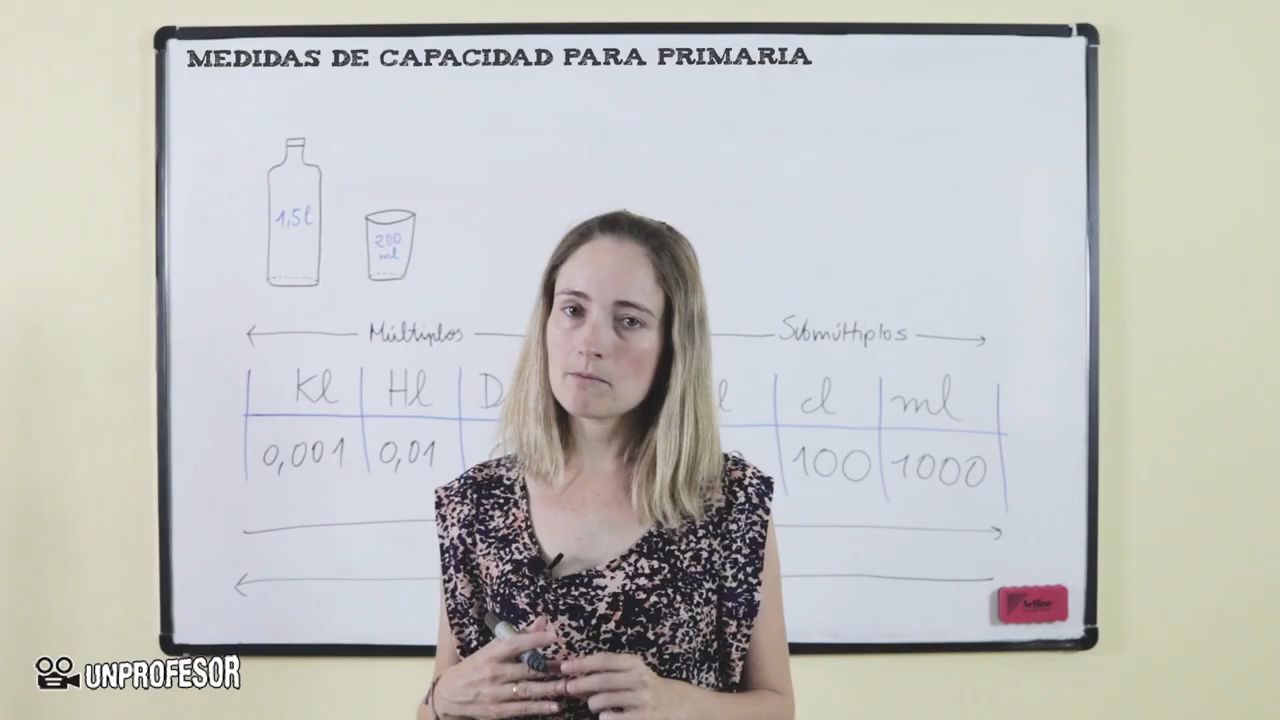 MEDIDAS DE CAPACIDAD PARA PRIMARIA
1,5l
200
ml
Múltiplos Submúltiplos
Kl Hl D l cl ml
0,001 0,01 100 1000
Artline
UNPROFESOR